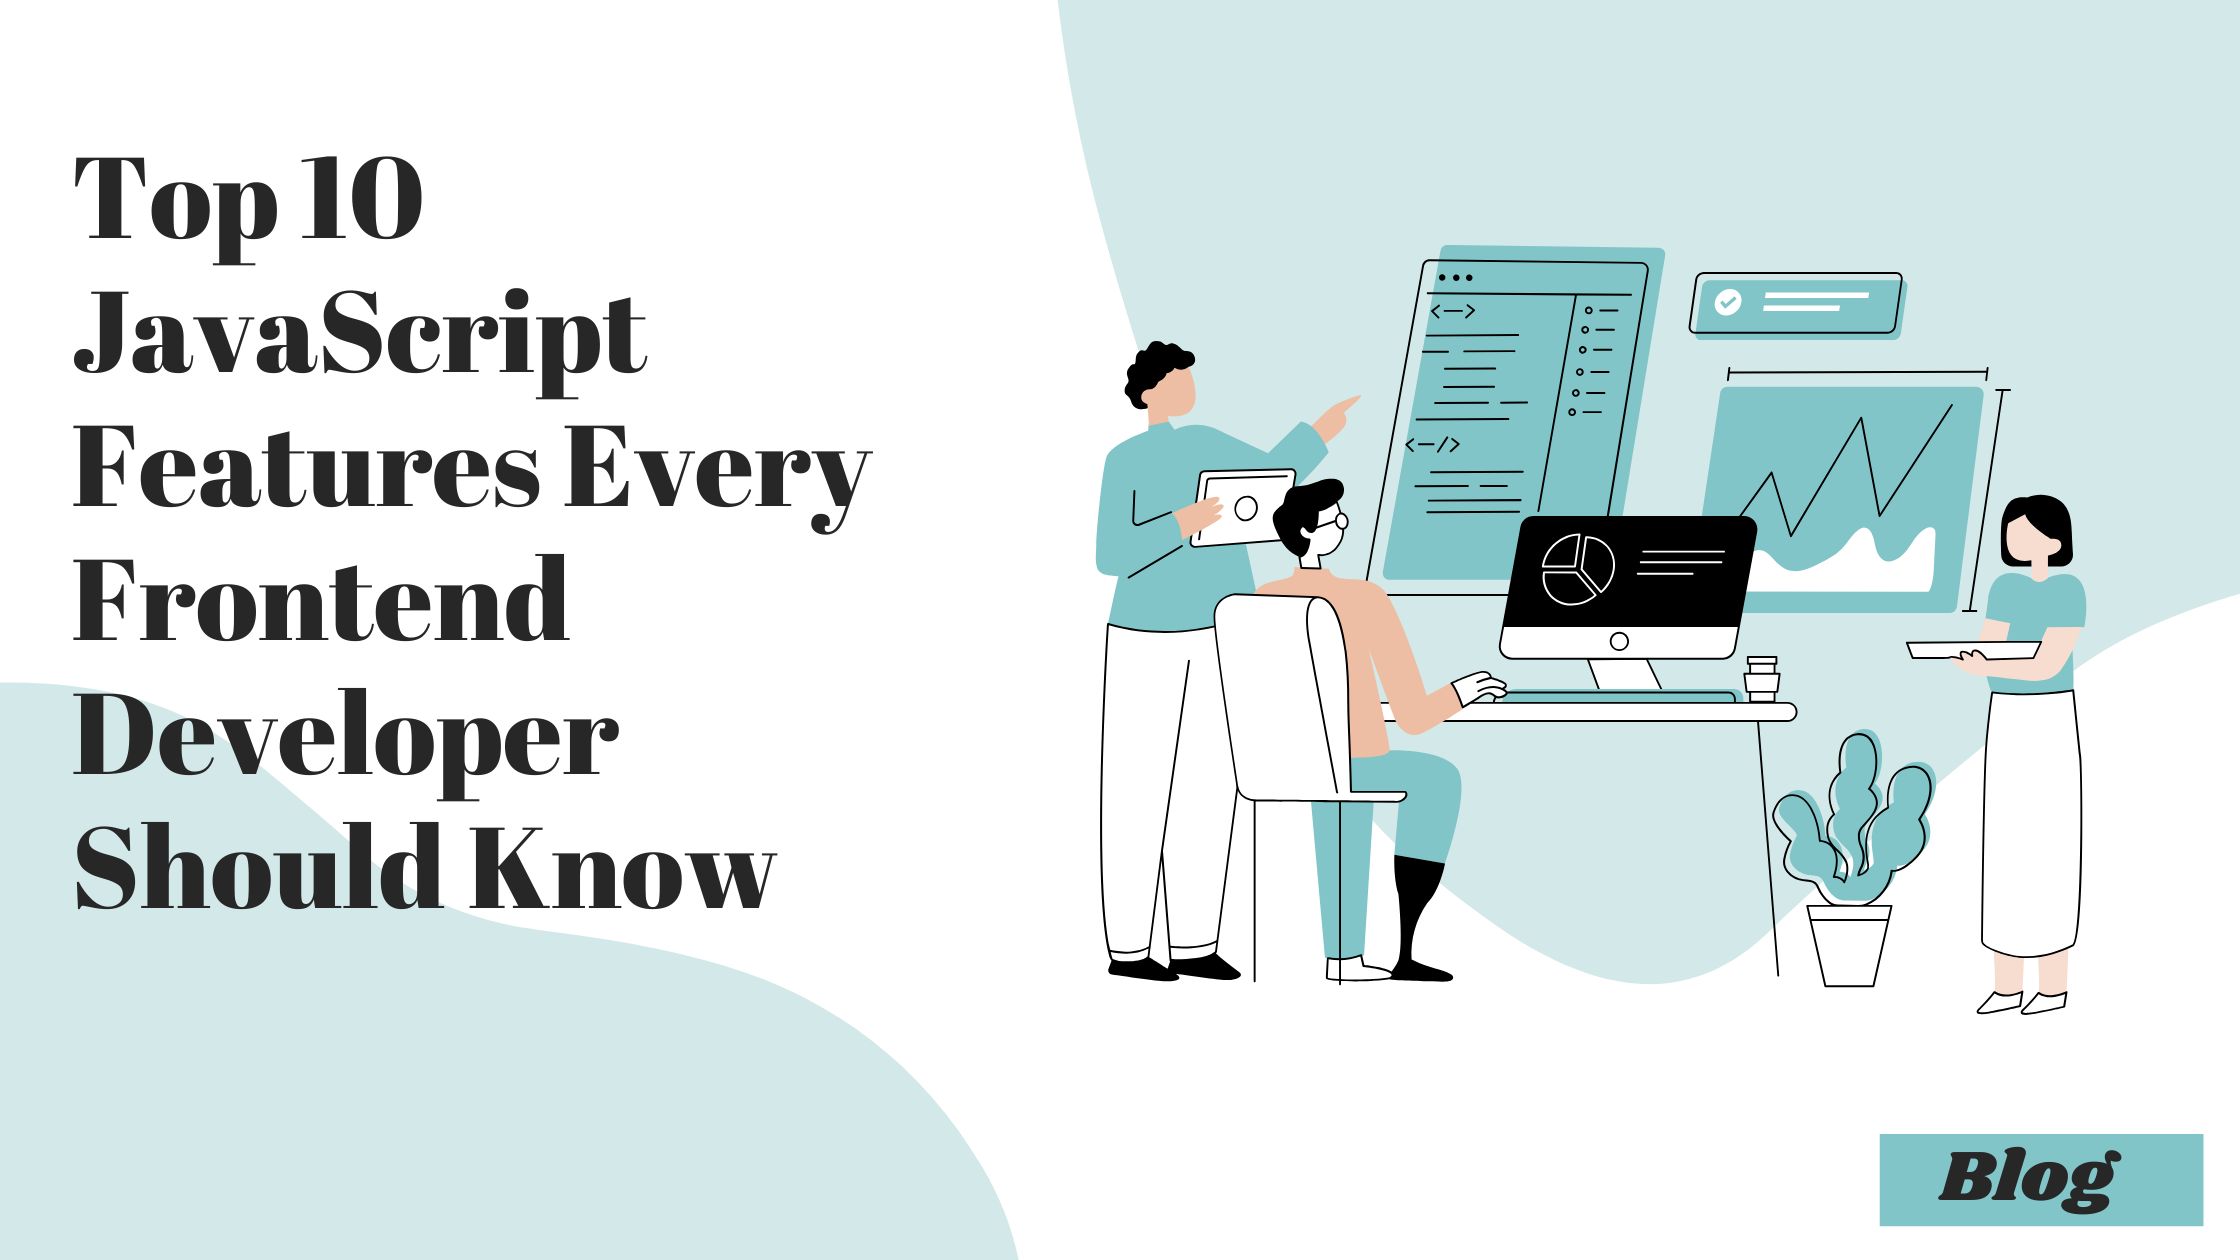 Top 10
JavaScript
Features Every
Frontend
Developer
Should Know
<—>
<—/>
Blog